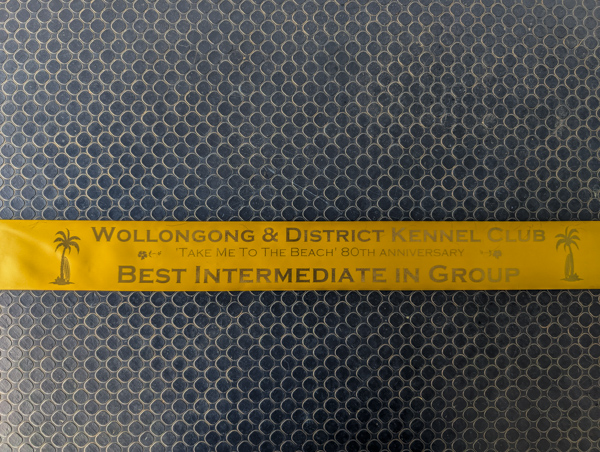 WOLLONGONG & DISTRICT KENNEL CLUB
'TAKE ME TO THE BEACH' 80TH ANNIVERSARY
BEST INTERMEDIATE IN GROUP